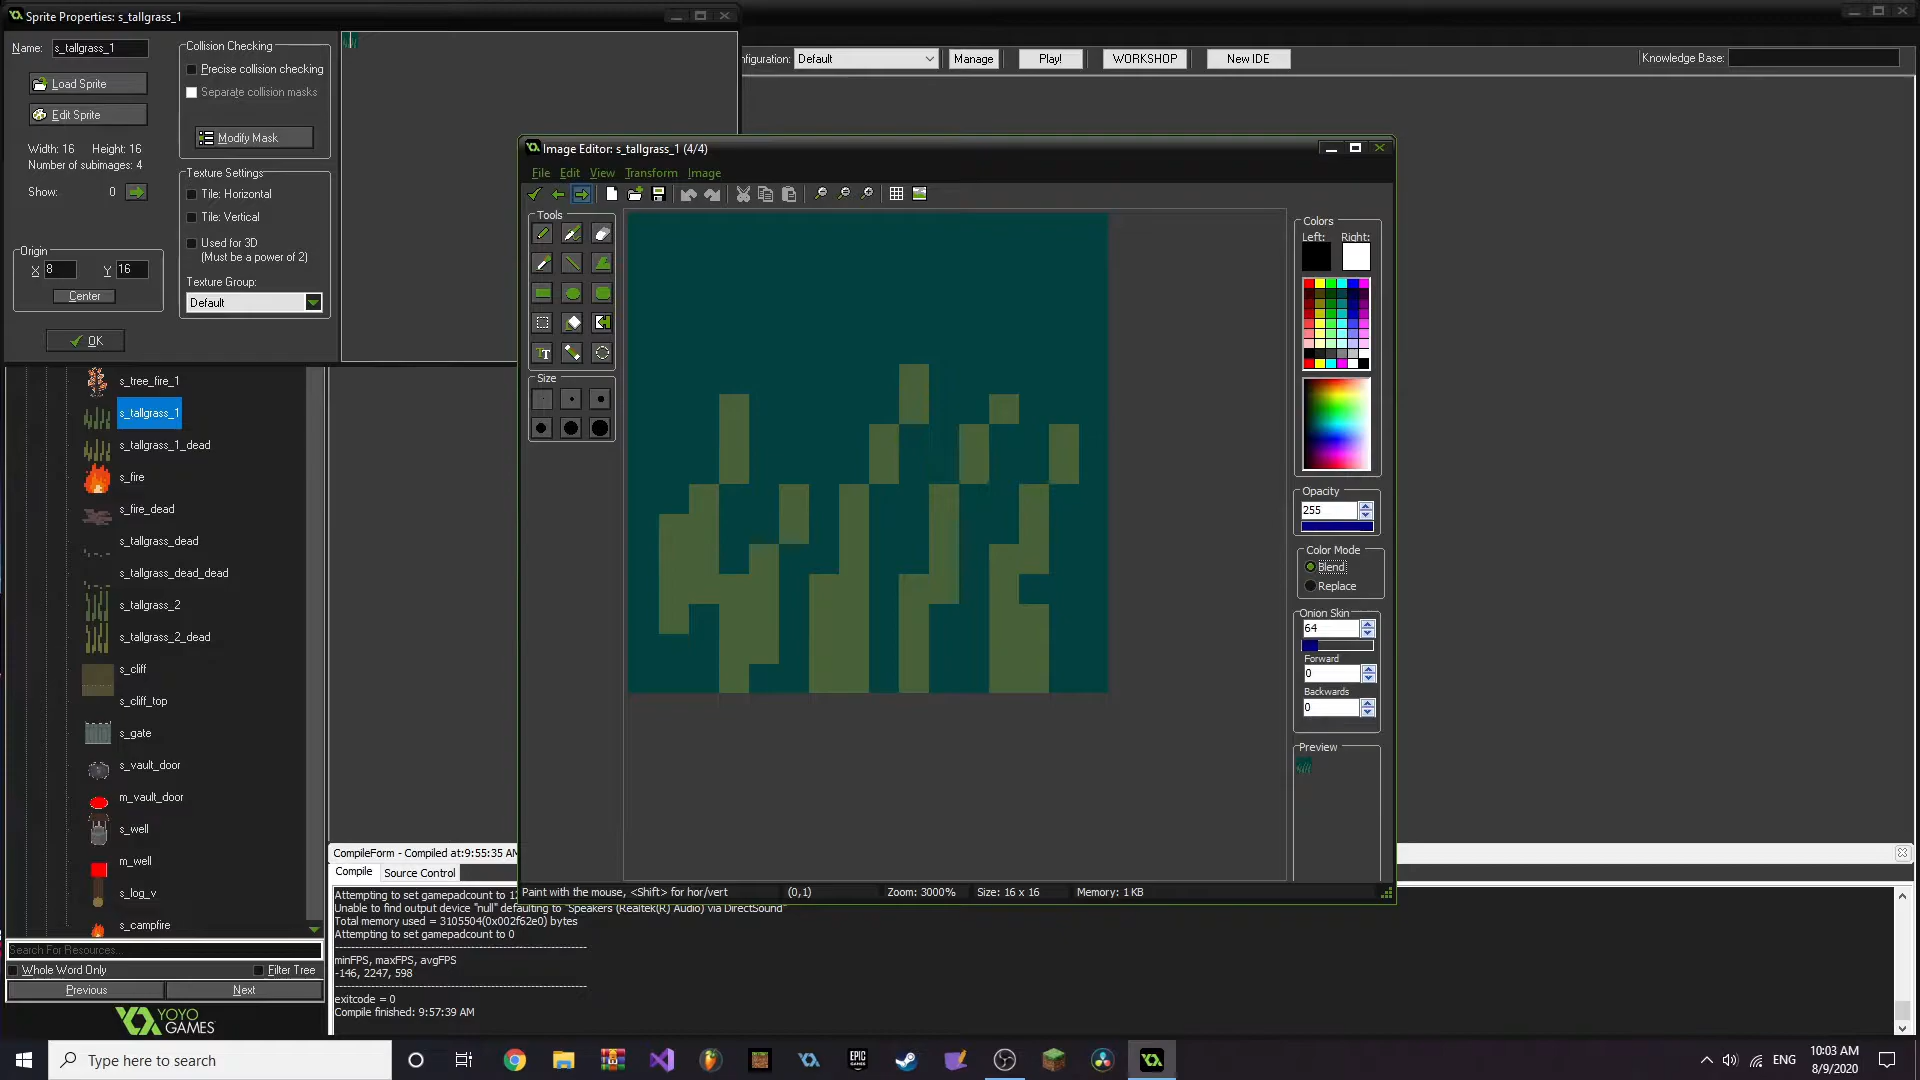 Sprite Properties: s_tallgrass_1
Name: s_tallgrass_1
Load Sprite
Edit Sprite
Width: 16 Height: 16
Number of subimages: 4
Show: 0
Origin
X 8 Y 16
Center
OK
Collision Checking
Precise collision checking
Separate collision masks
Modify Mask
Texture Settings
Tile: Horizontal
Tile: Vertical
Used for 3D
(Must be a power of 2)
Texture Group:
Default
nfiguration: Default Manage Play! WORKSHOP New IDE Knowledge Base:
Image Editor: s_tallgrass_1 (4/4)
File Edit View Transform Image
Tools
TT
Size
Colors
Left: Right:
Opacity
255
Color Mode
Blend
Replace
Onion Skin
64
Forward
0
Backwards
0
Preview
Paint with the mouse, <Shift> for hor/vert (0,1) Zoom: 3000% Size: 16 x 16 Memory: 1 KB
s_tree_fire_1
s_tallgrass_1
s_tallgrass_1_dead
s_fire
s_fire_dead
s_tallgrass_dead
s_tallgrass_dead_dead
s_tallgrass_2
s_tallgrass_2_dead
s_cliff
s_cliff_top
s_gate
s_vault_door
m_vault_door
s_well
m_well
s_log_v
s_campfire
Search For Resources...
Whole Word Only Filter Tree
Previous Next
YOYO
GAMES
CompileForm - Compiled at:9:55:35 AM
Compile Source Control
Attempting to set gamepadcount to 12
Unable to find output device "null" defaulting to "Speakers (Realtek(R) Audio) via DirectSound"
Total memory used = 3105504(0x002f62e0) bytes
Attempting to set gamepadcount to 0
minFPS, maxFPS, avgFPS
-146, 2247, 598
exitcode = 0
Compile finished: 9:57:39 AM
Type here to search
EPIC
GAMES
ENG
10:03 AM
8/9/2020